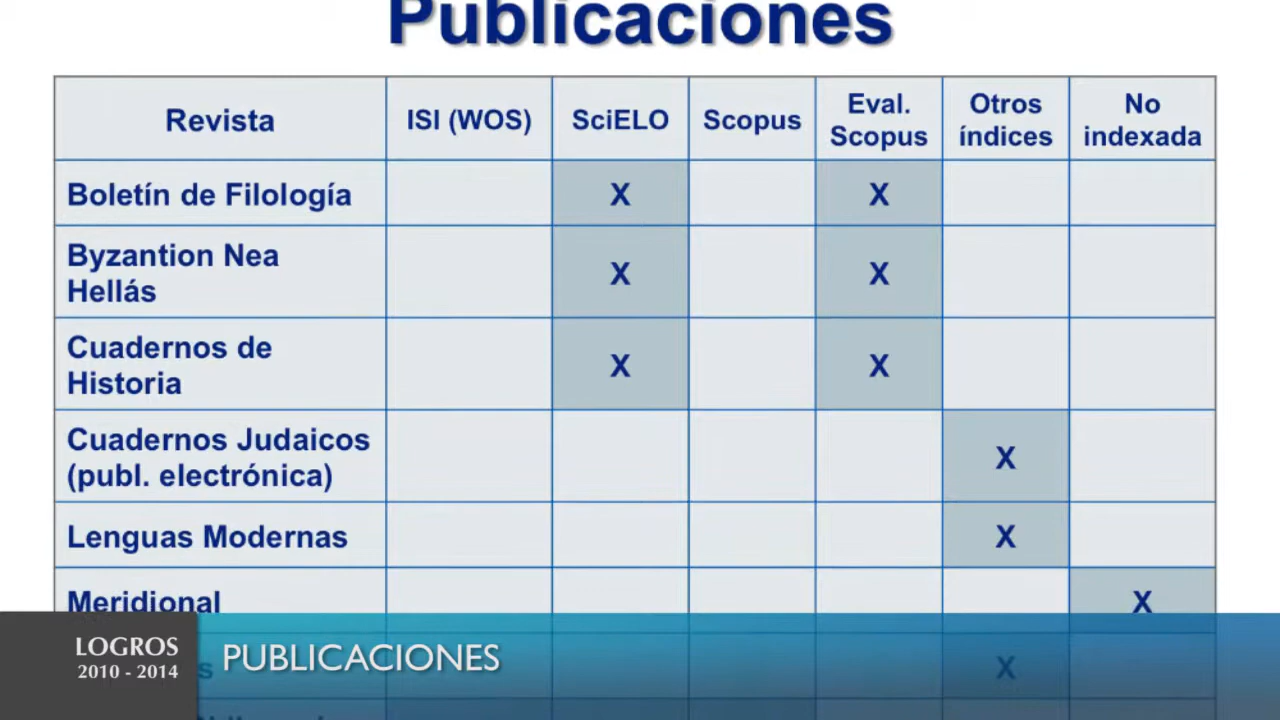 Publicaciones
Revista ISI (WOS) SciELO Scopus Eval. Scopus Otros índices No indexada
Boletín de Filología X X
Byzantion Nea
Hellás X X
Cuadernos de
Historia X X
Cuadernos Judaicos
(publ. electrónica) X
Lenguas Modernas X
Meridional X
X
LOGROS
2010 - 2014
PUBLICACIONES